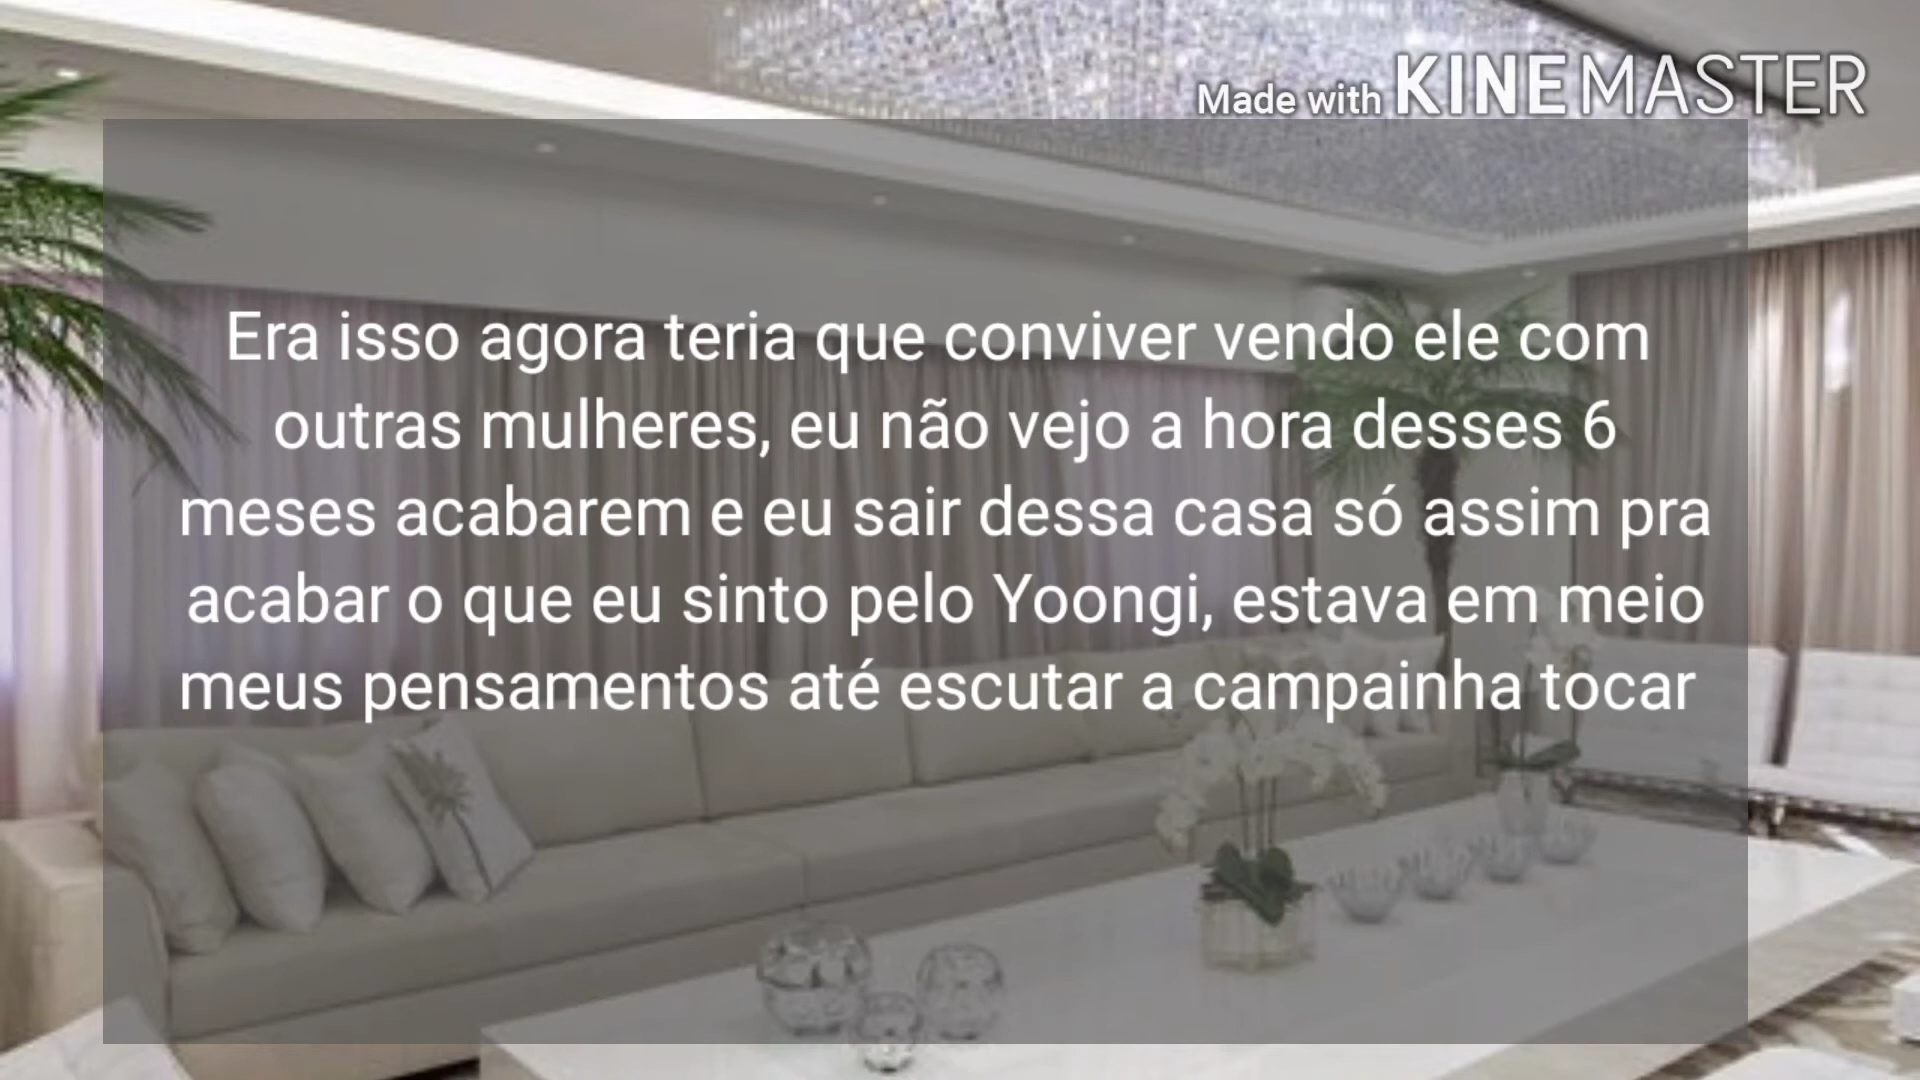 Made with KINEMASTER
Era isso agora teria que conviver vendo ele com
outras mulheres, eu não vejo a hora desses 6
meses acabarem e eu sair dessa casa só assim pra
acabar o que eu sinto pelo Yoongi, estava em meio
meus pensamentos até escutar a campainha tocar